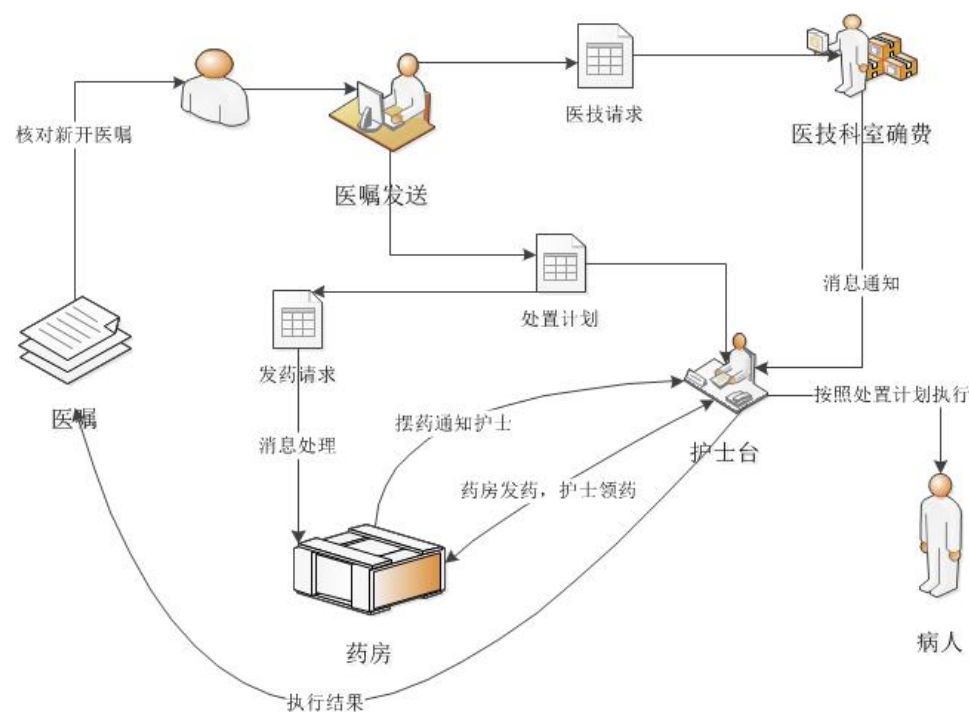 核对新开医嘱
医技请求
医技科室确费
医嘱发送
消息通知
处置计划
发药请求
医嘱
摆药通知护士
按照处置计划执行
消息处理
护士台
药房发药，护士领药
药房
病人
执行结果